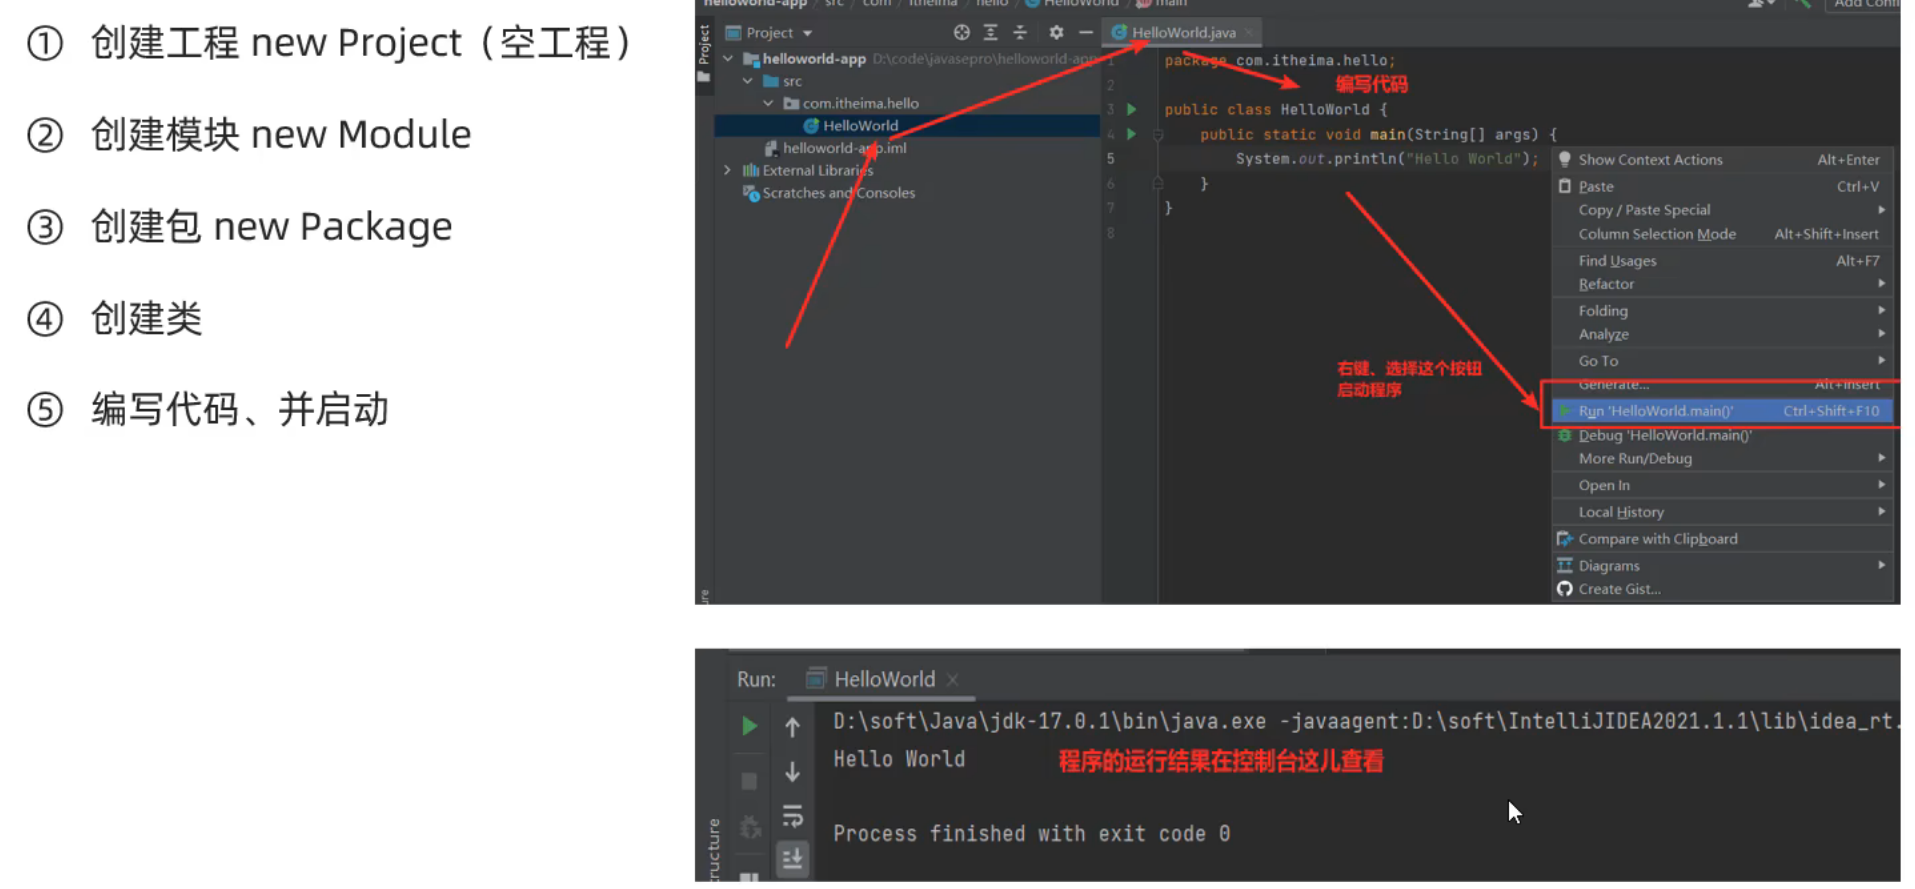 ① 创建工程 new Project（空工程）
② 创建模块 new Module
③ 创建包 new Package
④ 创建类
⑤ 编写代码、并启动
helloworld-app / src / com / itheima / hello / HelloWorld / main
Project
Project
helloworld-app D:\code\javasepro\helloworld-app
src
com.itheima.hello
HelloWorld
helloworld-app.iml
External Libraries
Scratches and Consoles
HelloWorld.java
1 package com.itheima.hello;
编写代码
2
3 public class HelloWorld {
4 public static void main(String[] args) {
5 System.out.println("Hello World");
6 }
7 }
8
右键、选择这个按钮
启动程序
Show Context Actions Alt+Enter
Paste Ctrl+V
Copy / Paste Special
Column Selection Mode Alt+Shift+Insert
Find Usages Alt+F7
Refactor
Folding
Analyze
Go To
Generate... Alt+Insert
Run 'HelloWorld.main()' Ctrl+Shift+F10
Debug 'HelloWorld.main()'
More Run/Debug
Open In
Local History
Compare with Clipboard
Diagrams
Create Gist...
Run: HelloWorld
D:\soft\Java\jdk-17.0.1\bin\java.exe -javaagent:D:\soft\IntelliJIDEA2021.1.1\lib\idea_rt.
Hello World
程序的运行结果在控制台这儿查看
Process finished with exit code 0
ructure